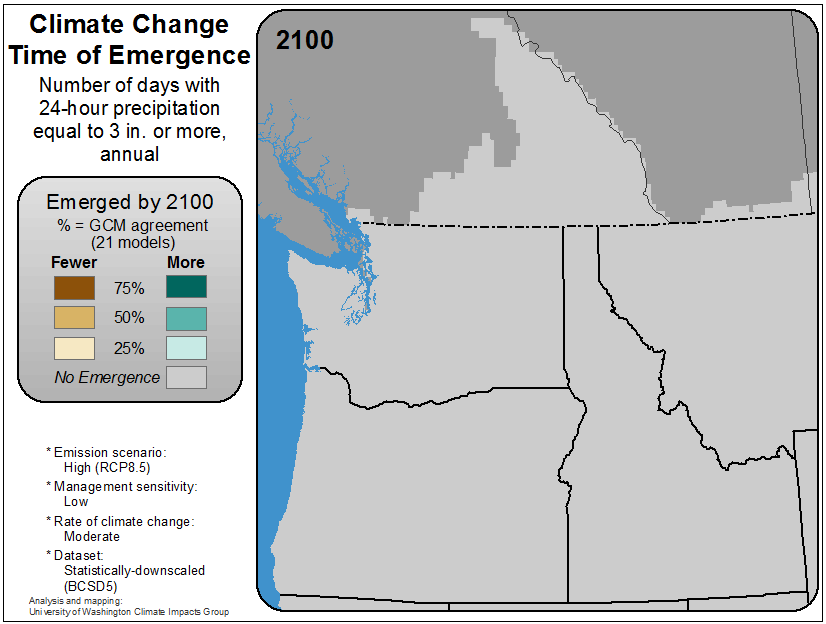 Climate Change
Time of Emergence
Number of days with
24-hour precipitation
equal to 3 in. or more,
annual
2100
Emerged by 2100
% = GCM agreement
(21 models)
Fewer More
75%
50%
25%
No Emergence
* Emission scenario:
High (RCP8.5)
* Management sensitivity:
Low
* Rate of climate change:
Moderate
* Dataset:
Statistically-downscaled
(BCSD5)
Analysis and mapping:
University of Washington Climate Impacts Group